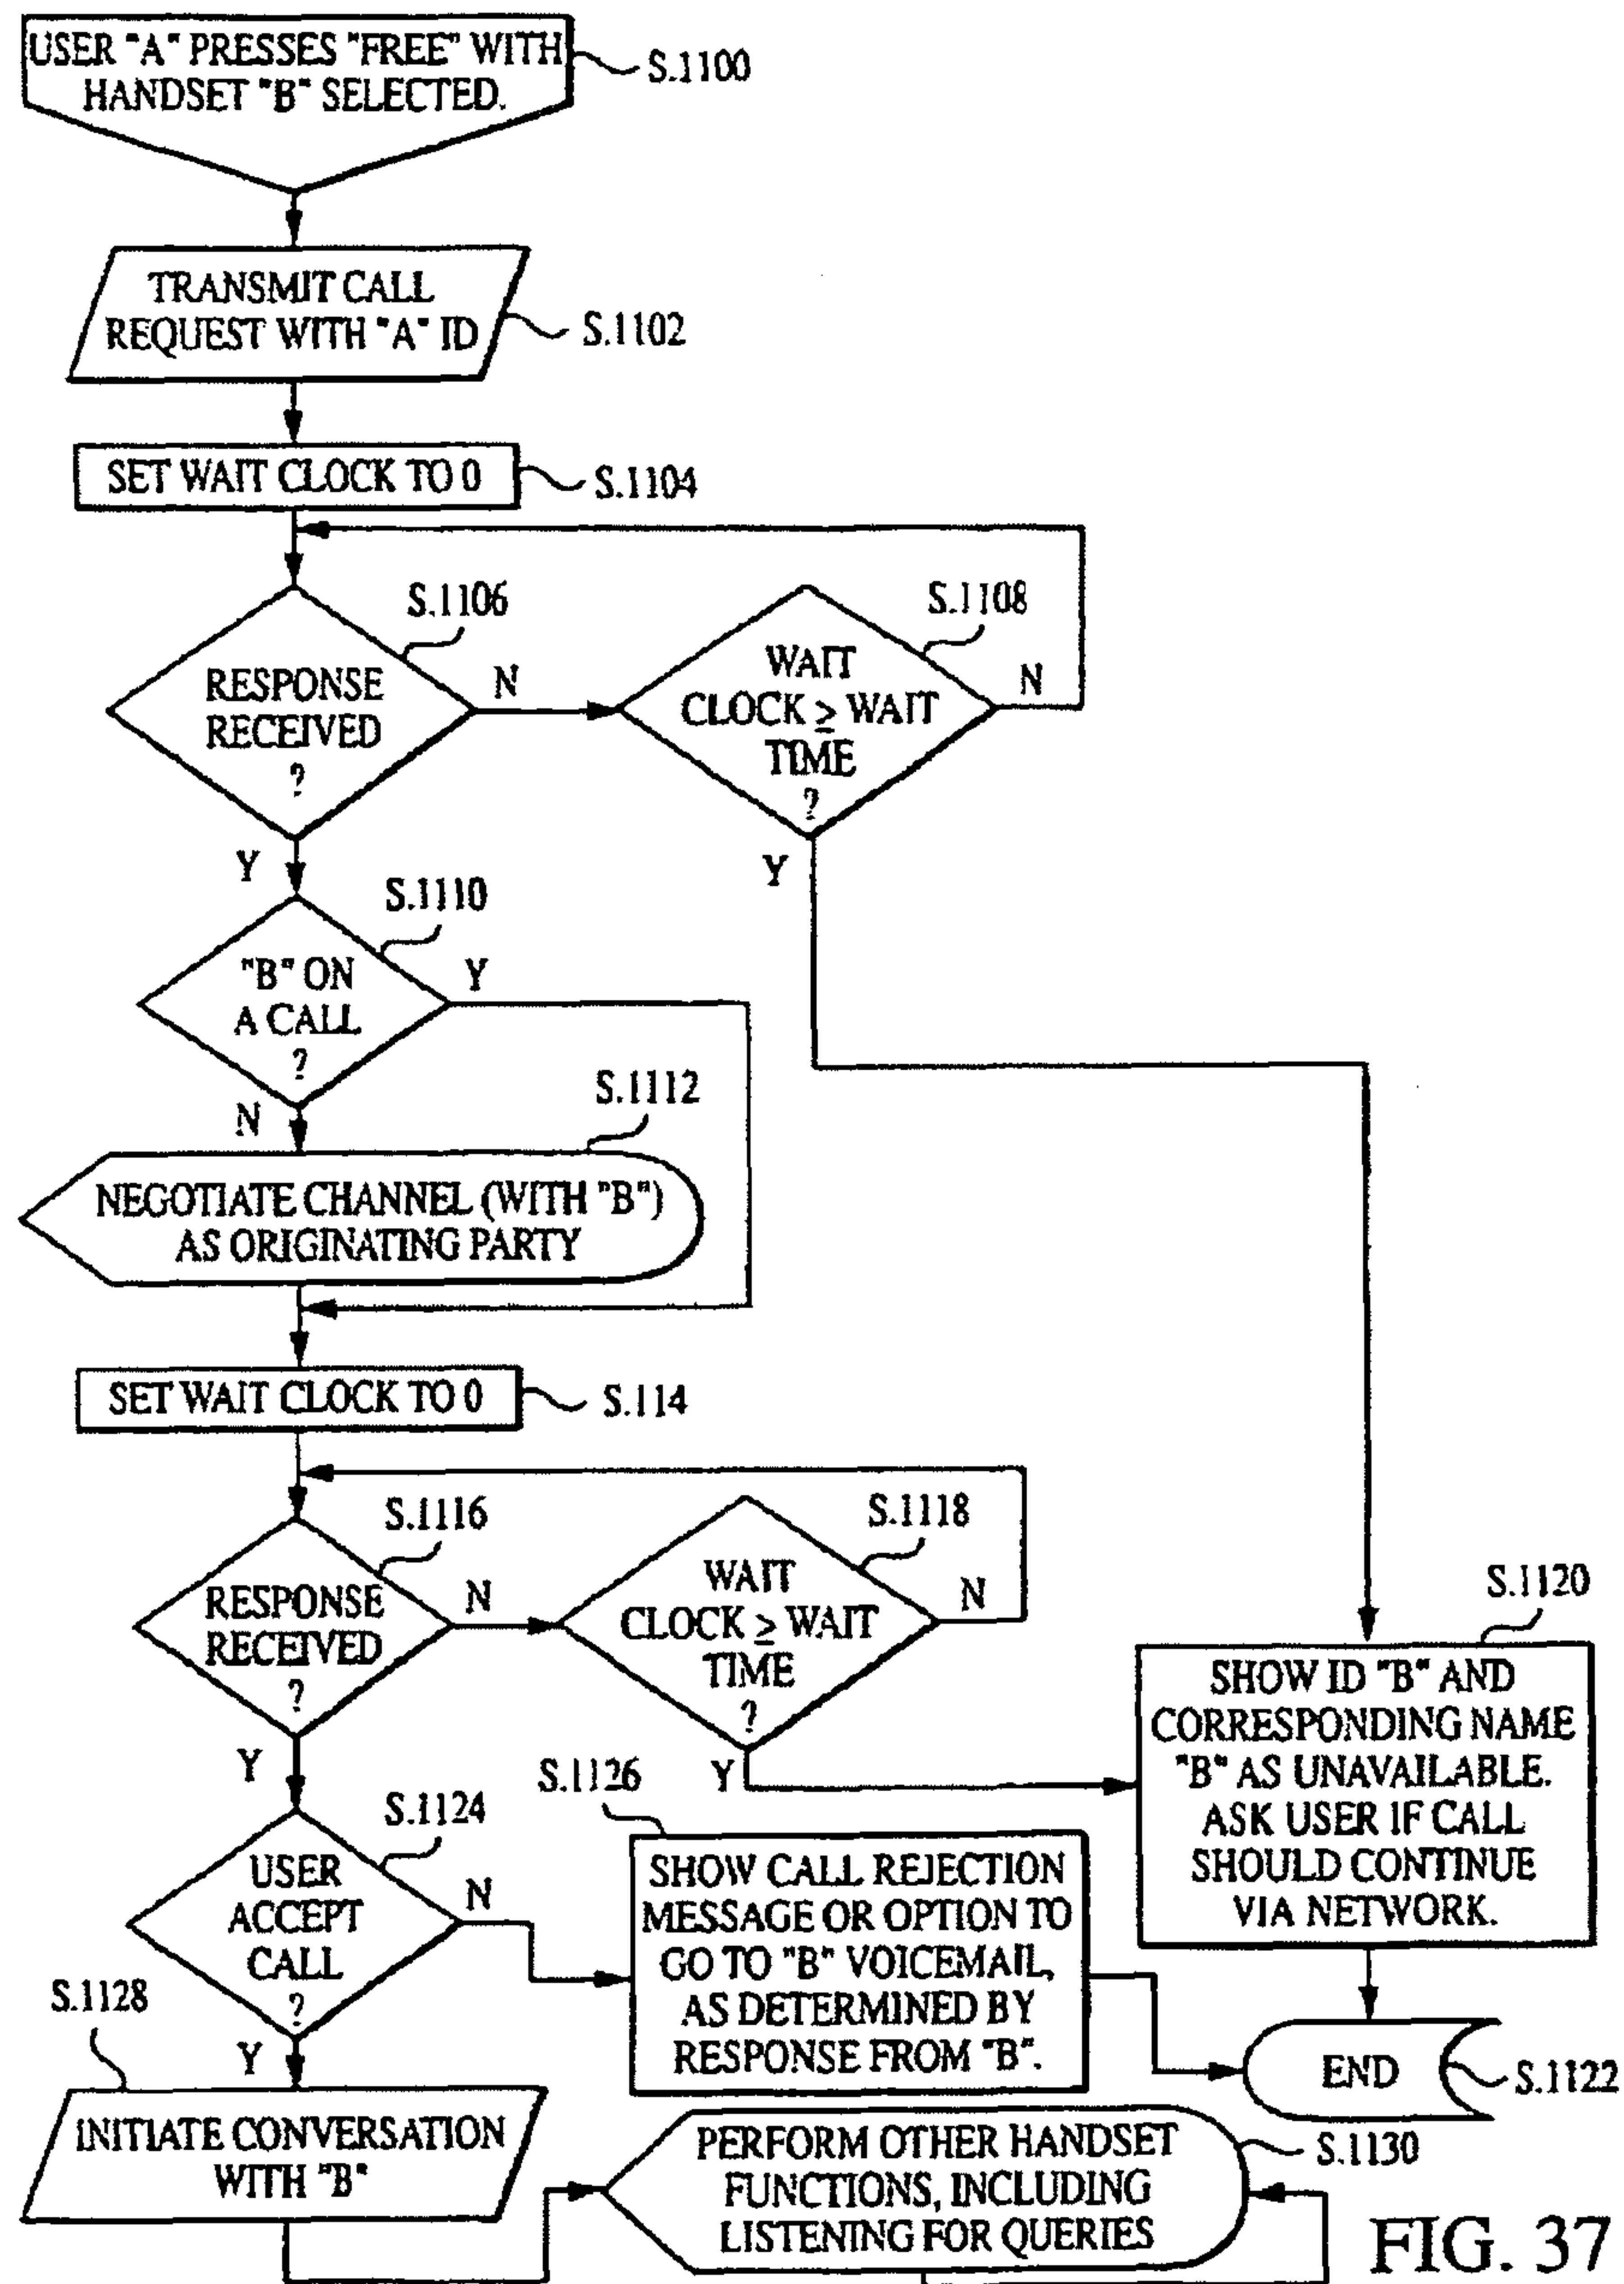 USER "A" PRESSES "FREE" WITH
HANDSET "B" SELECTED.
S.1100
TRANSMIT CALL
REQUEST WITH "A" ID
S.1102
SET WAIT CLOCK TO 0
S.1104
S.1106
RESPONSE
RECEIVED
?
N
Y
S.1108
WAIT
CLOCK ≥ WAIT
TIME
?
N
Y
S.1110
"B" ON
A CALL
?
Y
N
S.1112
NEGOTIATE CHANNEL (WITH "B")
AS ORIGINATING PARTY
SET WAIT CLOCK TO 0
S.114
S.1116
RESPONSE
RECEIVED
?
N
Y
S.1118
WAIT
CLOCK ≥ WAIT
TIME
?
N
Y
S.1120
SHOW ID "B" AND
CORRESPONDING NAME
"B" AS UNAVAILABLE.
ASK USER IF CALL
SHOULD CONTINUE
VIA NETWORK.
S.1124
USER
ACCEPT
CALL
?
N
Y
S.1126
SHOW CALL REJECTION
MESSAGE OR OPTION TO
GO TO "B" VOICEMAIL,
AS DETERMINED BY
RESPONSE FROM "B".
END
S.1122
S.1128
INITIATE CONVERSATION
WITH "B"
PERFORM OTHER HANDSET
FUNCTIONS, INCLUDING
LISTENING FOR QUERIES
S.1130
FIG. 37